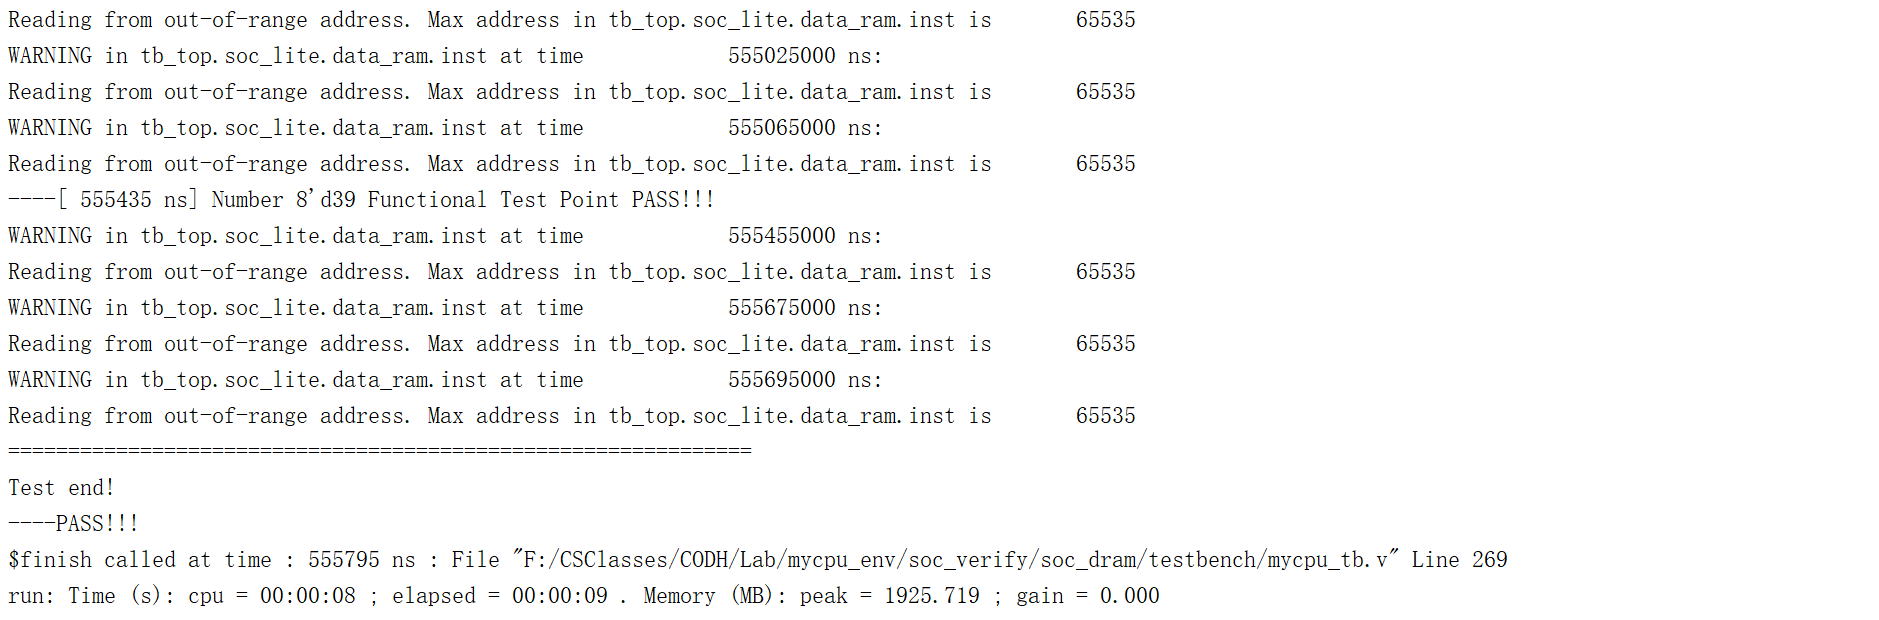 Reading from out-of-range address. Max address in tb_top.soc_lite.data_ram.inst is       65535
WARNING in tb_top.soc_lite.data_ram.inst at time            555025000 ns:
Reading from out-of-range address. Max address in tb_top.soc_lite.data_ram.inst is       65535
WARNING in tb_top.soc_lite.data_ram.inst at time            555065000 ns:
Reading from out-of-range address. Max address in tb_top.soc_lite.data_ram.inst is       65535
----[ 555435 ns] Number 8'd39 Functional Test Point PASS!!!
WARNING in tb_top.soc_lite.data_ram.inst at time            555455000 ns:
Reading from out-of-range address. Max address in tb_top.soc_lite.data_ram.inst is       65535
WARNING in tb_top.soc_lite.data_ram.inst at time            555675000 ns:
Reading from out-of-range address. Max address in tb_top.soc_lite.data_ram.inst is       65535
WARNING in tb_top.soc_lite.data_ram.inst at time            555695000 ns:
Reading from out-of-range address. Max address in tb_top.soc_lite.data_ram.inst is       65535
==============================================================
Test end!
----PASS!!!
$finish called at time : 555795 ns : File "F:/CSClasses/CODH/Lab/mycpu_env/soc_verify/soc_dram/testbench/mycpu_tb.v" Line 269
run: Time (s): cpu = 00:00:08 ; elapsed = 00:00:09 . Memory (MB): peak = 1925.719 ; gain = 0.000